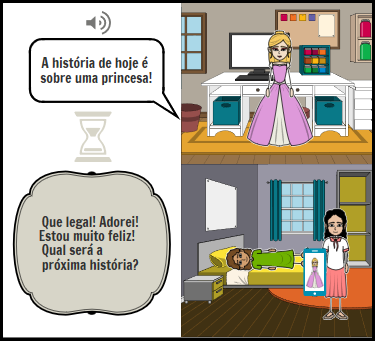 A história de hoje é
sobre uma princesa!
Que legal! Adorei!
Estou muito feliz!
Qual será a
próxima história?